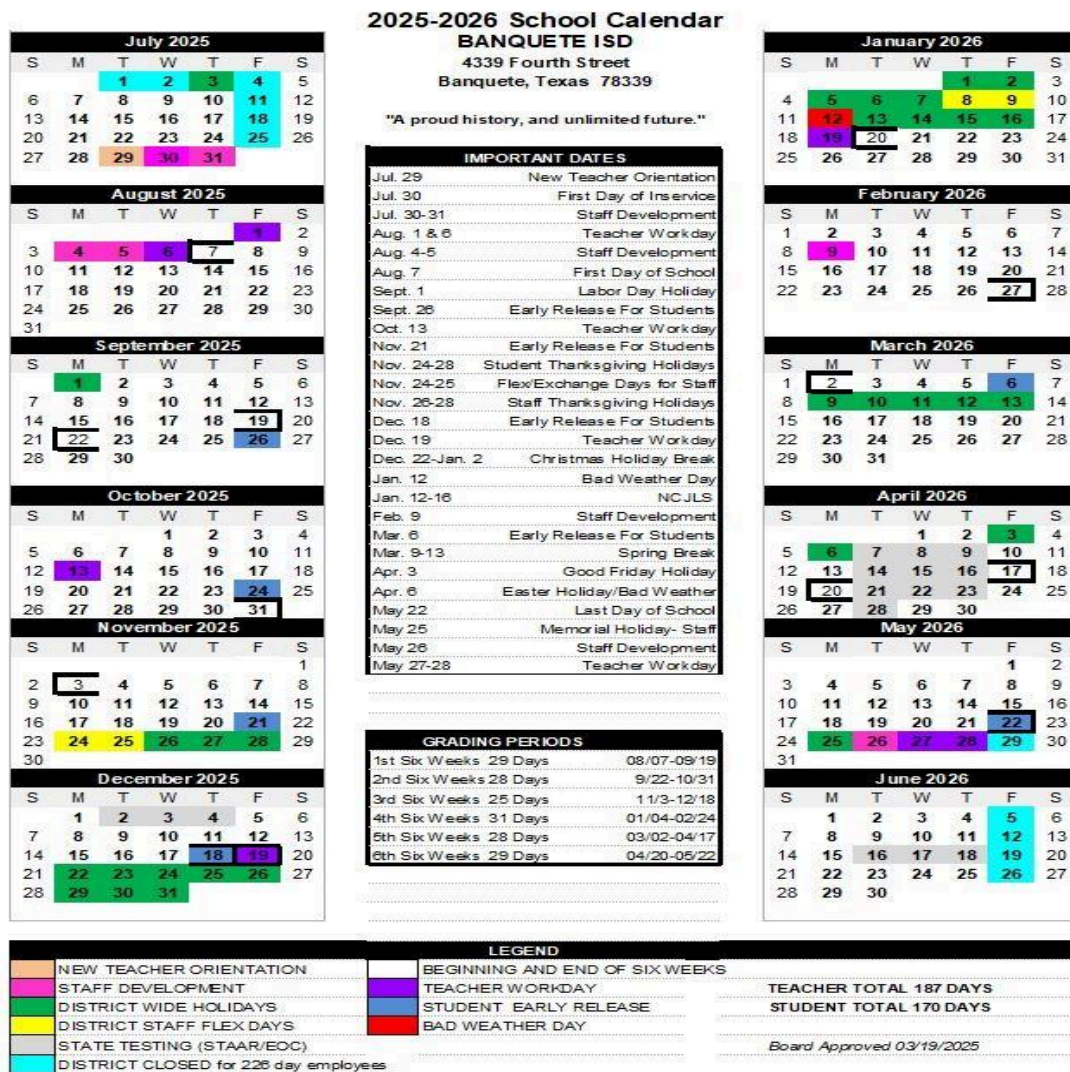 2025-2026 School Calendar
BANQUETE ISD
4339 Fourth Street
Banquete, Texas 78339
"A proud history, and unlimited future."
July 2025
S M T W T F S
1 2 3 4 5
6 7 8 9 10 11 12
13 14 15 16 17 18 19
20 21 22 23 24 25 26
27 28 29 30 31
August 2025
S M T W T F S
1 2
3 4 5 6 7 8 9
10 11 12 13 14 15 16
17 18 19 20 21 22 23
24 25 26 27 28 29 30
31
September 2025
S M T W T F S
1 2 3 4 5 6
7 8 9 10 11 12 13
14 15 16 17 18 19 20
21 22 23 24 25 26 27
28 29 30
October 2025
S M T W T F S
1 2 3 4
5 6 7 8 9 10 11
12 13 14 15 16 17 18
19 20 21 22 23 24 25
26 27 28 29 30 31
November 2025
S M T W T F S
1
2 3 4 5 6 7 8
9 10 11 12 13 14 15
16 17 18 19 20 21 22
23 24 25 26 27 28 29
30
December 2025
S M T W T F S
1 2 3 4 5 6
7 8 9 10 11 12 13
14 15 16 17 18 19 20
21 22 23 24 25 26 27
28 29 30 31
IMPORTANT DATES
Jul. 29 New Teacher Orientation
Jul. 30 First Day of Inservice
Jul. 30-31 Staff Development
Aug. 1 & 6 Teacher Workday
Aug. 4-5 Staff Development
Aug. 7 First Day of School
Sept. 1 Labor Day Holiday
Sept. 26 Early Release For Students
Oct. 13 Teacher Workday
Nov. 21 Early Release For Students
Nov. 24-28 Student Thanksgiving Holidays
Nov. 24-25 Flex/Exchange Days for Staff
Nov. 26-28 Staff Thanksgiving Holidays
Dec. 18 Early Release For Students
Dec. 19 Teacher Workday
Dec. 22-Jan. 2 Christmas Holiday Break
Jan. 12 Bad Weather Day
Jan. 12-16 NCJLS
Feb. 9 Staff Development
Mar. 6 Early Release For Students
Mar. 9-13 Spring Break
Apr. 3 Good Friday Holiday
Apr. 6 Easter Holiday/Bad Weather
May 22 Last Day of School
May 25 Memorial Holiday- Staff
May 26 Staff Development
May 27-28 Teacher Workday
GRADING PERIODS
1st Six Weeks 29 Days 08/07-09/19
2nd Six Weeks 28 Days 9/22-10/31
3rd Six Weeks 25 Days 11/3-12/18
4th Six Weeks 31 Days 01/04-02/24
5th Six Weeks 28 Days 03/02-04/17
6th Six Weeks 29 Days 04/20-05/22
January 2026
S M T W T F S
1 2 3
4 5 6 7 8 9 10
11 12 13 14 15 16 17
18 19 20 21 22 23 24
25 26 27 28 29 30 31
February 2026
S M T W T F S
1 2 3 4 5 6 7
8 9 10 11 12 13 14
15 16 17 18 19 20 21
22 23 24 25 26 27 28
March 2026
S M T W T F S
1 2 3 4 5 6 7
8 9 10 11 12 13 14
15 16 17 18 19 20 21
22 23 24 25 26 27 28
29 30 31
April 2026
S M T W T F S
1 2 3 4
5 6 7 8 9 10 11
12 13 14 15 16 17 18
19 20 21 22 23 24 25
26 27 28 29 30
May 2026
S M T W T F S
1 2
3 4 5 6 7 8 9
10 11 12 13 14 15 16
17 18 19 20 21 22 23
24 25 26 27 28 29 30
31
June 2026
S M T W T F S
1 2 3 4 5 6
7 8 9 10 11 12 13
14 15 16 17 18 19 20
21 22 23 24 25 26 27
28 29 30
LEGEND
NEW TEACHER ORIENTATION
STAFF DEVELOPMENT
DISTRICT WIDE HOLIDAYS
DISTRICT STAFF FLEX DAYS
STATE TESTING (STAAR/EOC)
DISTRICT CLOSED for 226 day employees
BEGINNING AND END OF SIX WEEKS
TEACHER WORKDAY
STUDENT EARLY RELEASE
BAD WEATHER DAY
TEACHER TOTAL 187 DAYS
STUDENT TOTAL 170 DAYS
Board Approved 03/19/2025